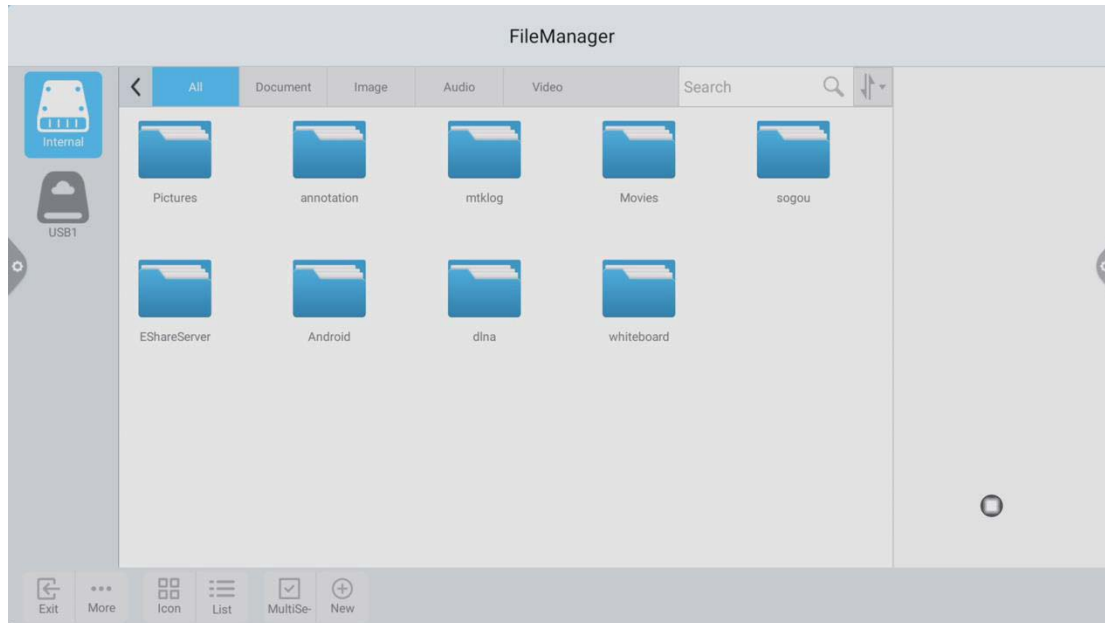 FileManager
Internal
USB1
All Document Image Audio Video Search
Pictures annotation mtklog Movies sogou
EShareServer Android dlna whiteboard
Exit More Icon List MultiSe- New